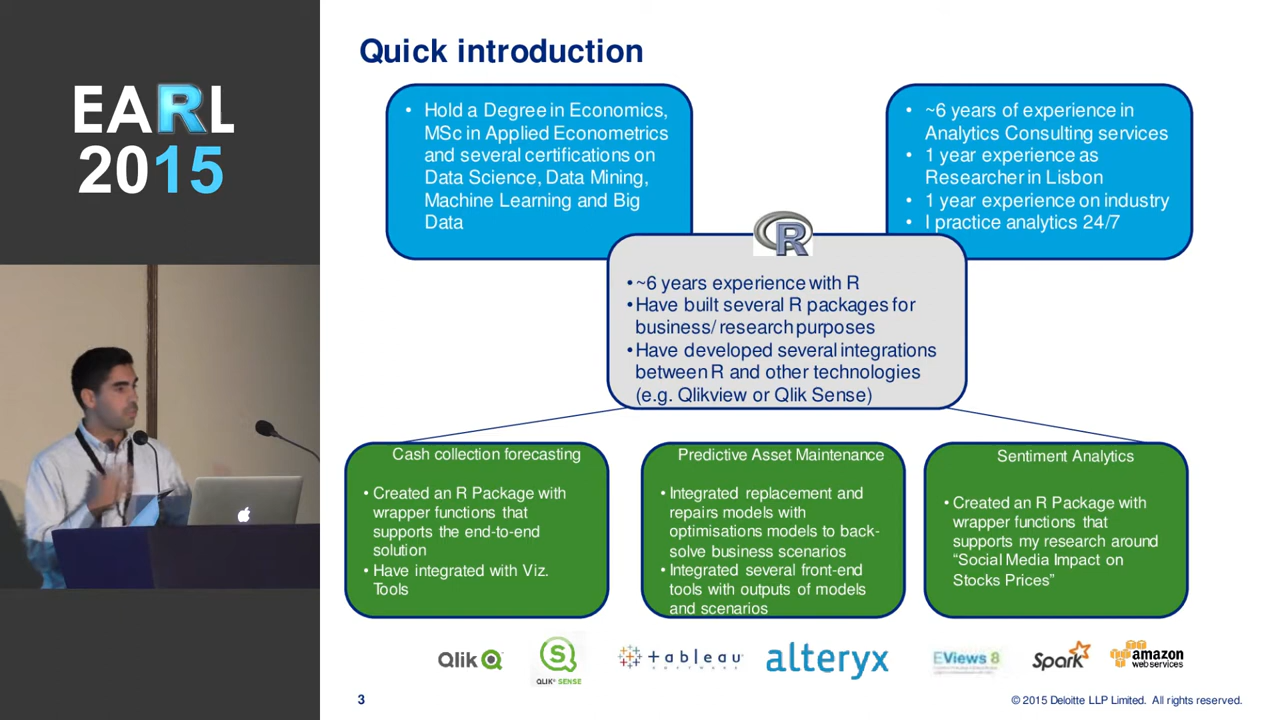 EARL
2015
Quick introduction
• Hold a Degree in Economics,
MSc in Applied Econometrics
and several certifications on
Data Science, Data Mining,
Machine Learning and Big
Data
• ~6 years of experience in
Analytics Consulting services
• 1 year experience as
Researcher in Lisbon
• 1 year experience on industry
• I practice analytics 24/7
R
• ~6 years experience with R
• Have built several R packages for
business/ research purposes
• Have developed several integrations
between R and other technologies
(e.g. Qlikview or Qlik Sense)
Cash collection forecasting
• Created an R Package with
wrapper functions that
supports the end-to-end
solution
• Have integrated with Viz.
Tools
Predictive Asset Maintenance
• Integrated replacement and
repairs models with
optimisations models to back-
solve business scenarios
• Integrated several front-end
tools with outputs of models
and scenarios
Sentiment Analytics
• Created an R Package with
wrapper functions that
supports my research around
“Social Media Impact on
Stocks Prices”
Qlik
QLIK SENSE
tableau
SOFTWARE
alteryx
EViews 8
Spark
amazon
web services
3
© 2015 Deloitte LLP Limited. All rights reserved.